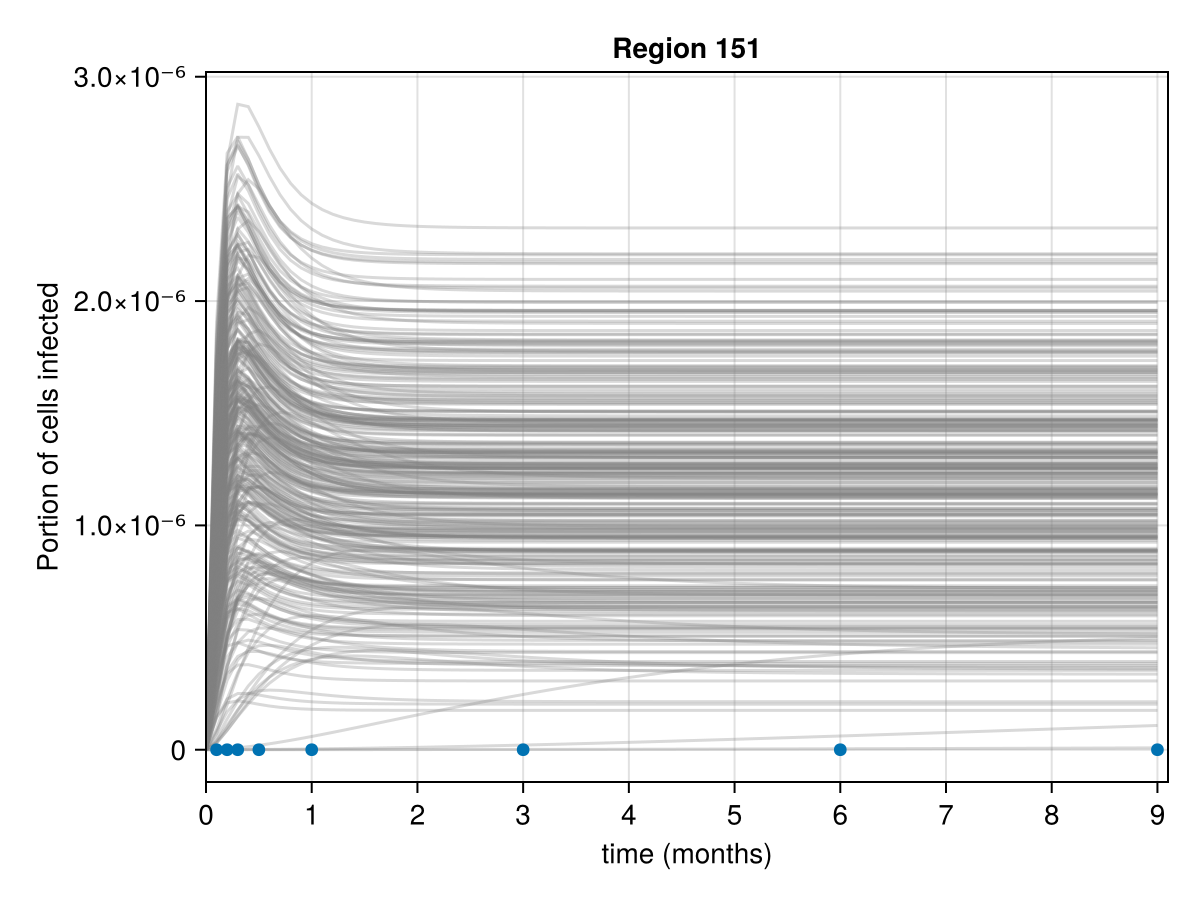 Region 151
3.0×10⁻⁶
2.0×10⁻⁶
1.0×10⁻⁶
0
Portion of cells infected
0 1 2 3 4 5 6 7 8 9
time (months)